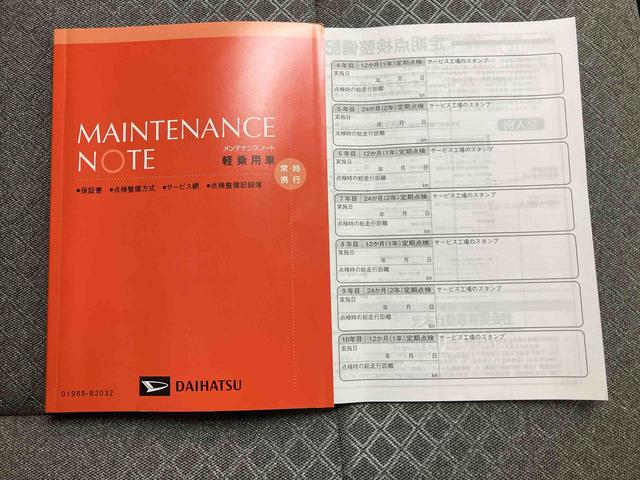 MAINTENANCE
NOTE
メンテナンスノート
軽乗用車
常時
携行
●保証書 ●点検整備方式 ●サービス網 ●点検整備記録簿
DAIHATSU
01989-B2032
4年目 12か月(1年)定期点検 サービス工場のスタンプ
実施日
年 月 日
点検時の総走行距離
km
5年目 24か月(2年)定期点検 サービス工場のスタンプ
実施日
年 月 日
点検時の総走行距離
km
6年目 12か月(1年)定期点検 サービス工場のスタンプ
実施日
年 月 日
点検時の総走行距離
km
7年目 24か月(2年)定期点検 サービス工場のスタンプ
実施日
年 月 日
点検時の総走行距離
km
8年目 12か月(1年)定期点検 サービス工場のスタンプ
実施日
年 月 日
点検時の総走行距離
km
9年目 24か月(2年)定期点検 サービス工場のスタンプ
実施日
年 月 日
点検時の総走行距離
km
10年目 12か月(1年)定期点検 サービス工場のスタンプ
実施日
年 月 日
点検時の総走行距離
km